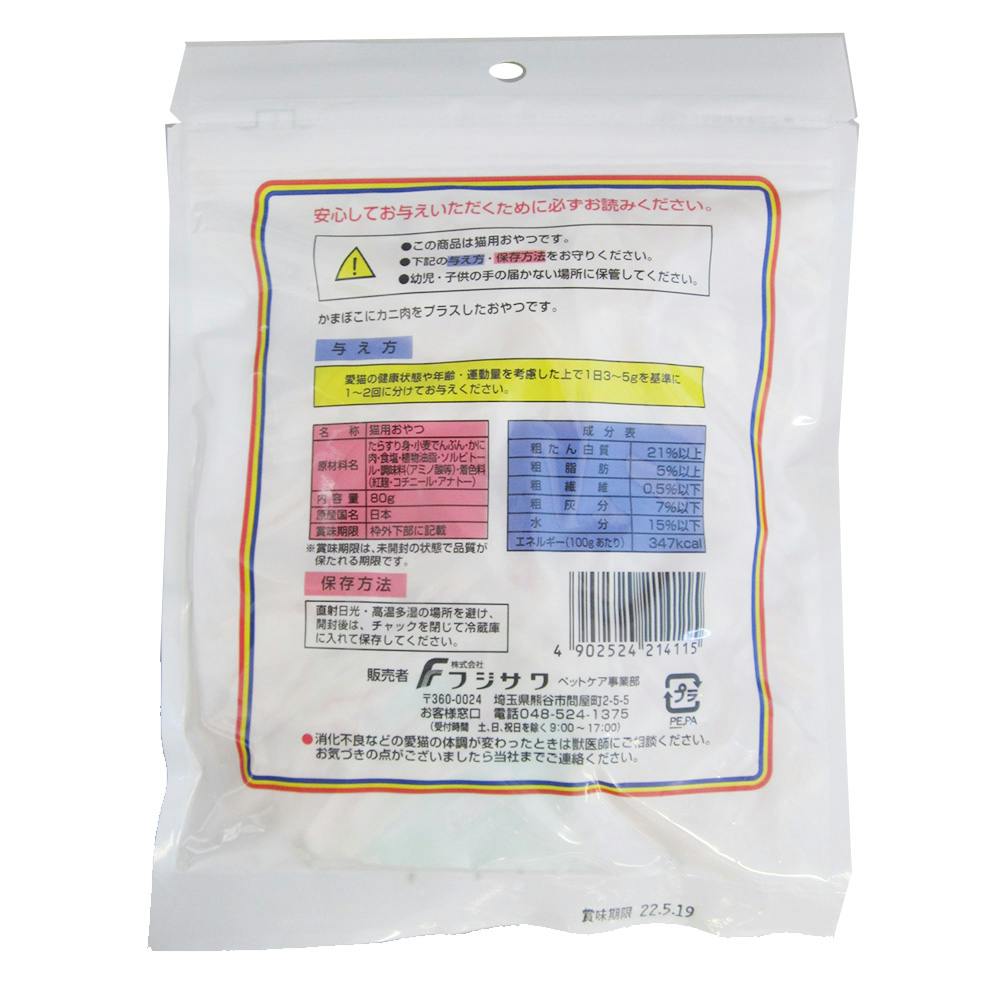 安心してお与えいただくために必ずお読みください。
●この商品は猫用おやつです。
●下記の与え方・保存方法をお守りください。
●幼児・子供の手の届かない場所に保管してください。
かまぼこにカニ肉をプラスしたおやつです。
与え方
愛猫の健康状態や年齢・運動量を考慮した上で1日3〜5gを基準に
1〜2回に分けてお与えください。
名称 猫用おやつ
原材料名 たらすり身・小麦でんぷん・かに
肉・食塩・植物油脂・ソルビトー
ル・調味料(アミノ酸等)・着色料
(紅麹・コチニール・アナトー)
内容量 80g
原産国名 日本
賞味期限 枠外下部に記載
※賞味期限は、未開封の状態で品質が
保たれる期限です。
成分表
粗たん白質 21%以上
粗脂肪 5%以上
粗繊維 0.5%以下
粗灰分 7%以下
水分 15%以下
エネルギー(100gあたり) 347kcal
保存方法
直射日光・高温多湿の場所を避け、
開封後は、チャックを閉じて冷蔵庫
に入れて保存してください。
4 902524 214115
販売者 株式会社 フジサワ ペットケア事業部
〒360-0024 埼玉県熊谷市問屋町2-5-5
お客様窓口 電話048-524-1375
(受付時間 土、日、祝日を除く9:00〜17:00)
プラ
PE,PA
●消化不良などの愛猫の体調が変わったときは獣医師にご相談ください。
お気づきの点がございましたら当社までご連絡ください。
賞味期限 22.5.19